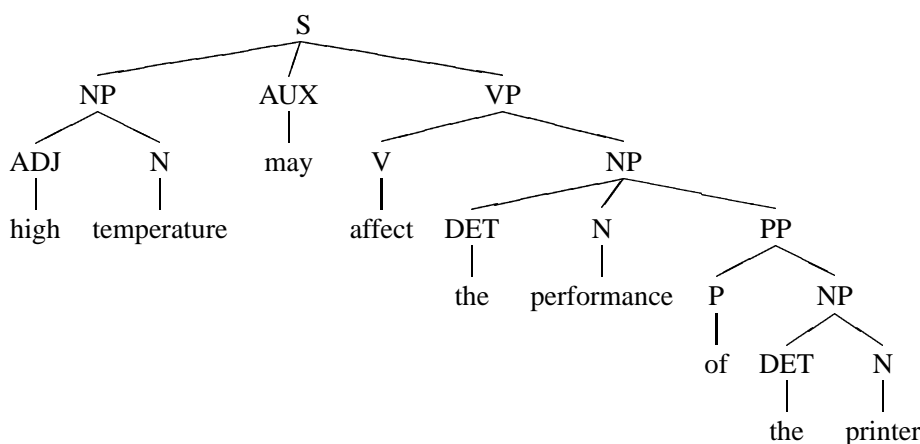 S
NP AUX VP
ADJ N may V NP
high temperature affect DET N PP
the performance P NP
of DET N
the printer